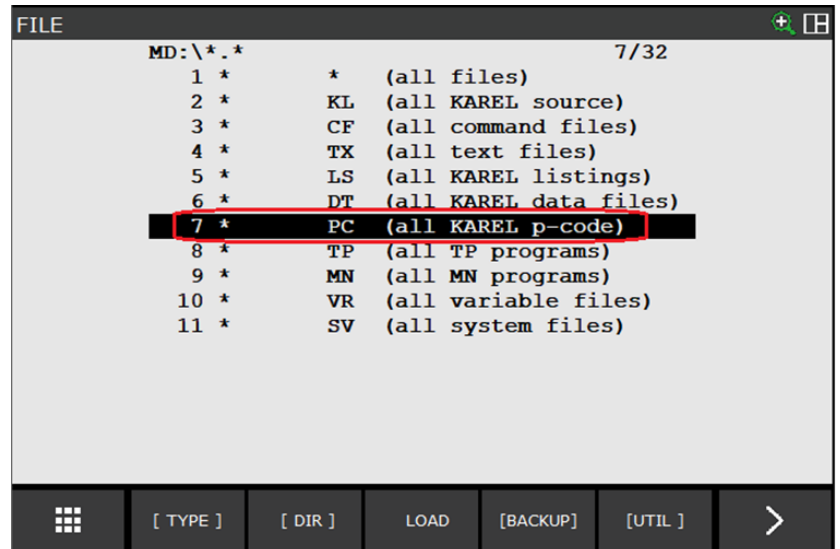 FILE
MD:\*.* 7/32
1 * * (all files)
2 * KL (all KAREL source)
3 * CF (all command files)
4 * TX (all text files)
5 * LS (all KAREL listings)
6 * DT (all KAREL data files)
7 * PC (all KAREL p-code)
8 * TP (all TP programs)
9 * MN (all MN programs)
10 * VR (all variable files)
11 * SV (all system files)
[ TYPE ] [ DIR ] LOAD [BACKUP] [UTIL ] >